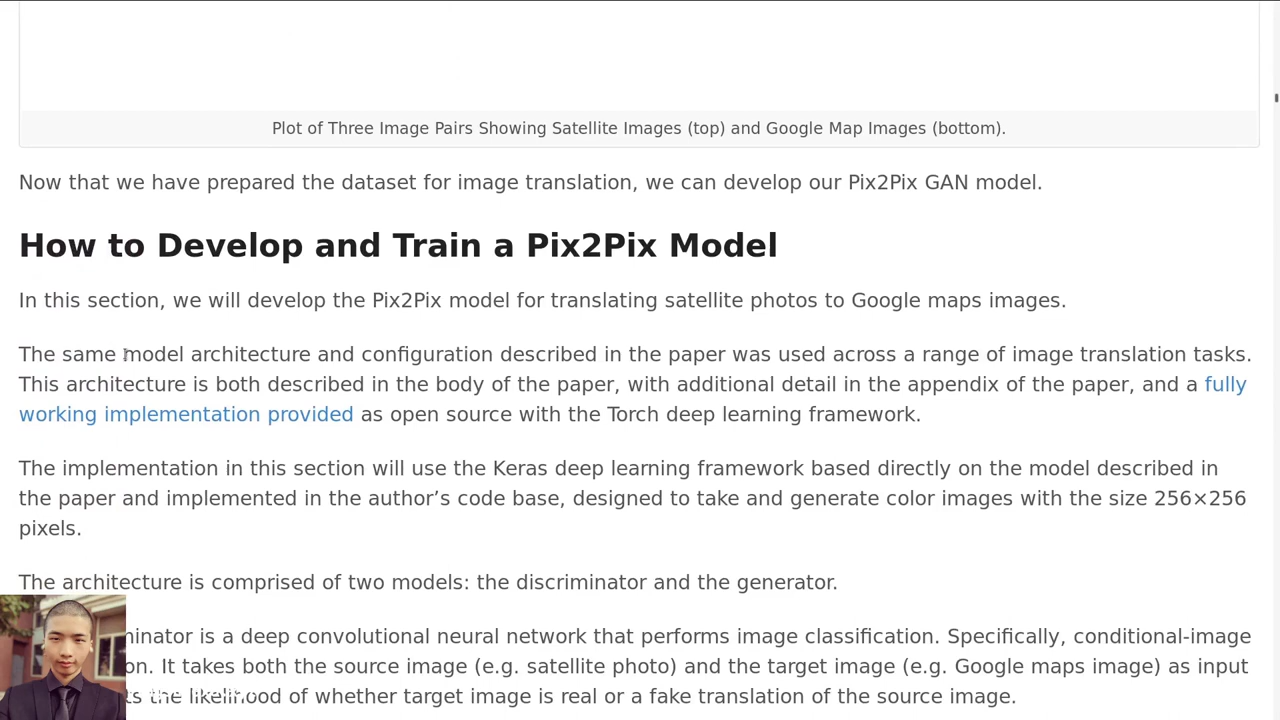 Plot of Three Image Pairs Showing Satellite Images (top) and Google Map Images (bottom).
Now that we have prepared the dataset for image translation, we can develop our Pix2Pix GAN model.
How to Develop and Train a Pix2Pix Model
In this section, we will develop the Pix2Pix model for translating satellite photos to Google maps images.
The same model architecture and configuration described in the paper was used across a range of image translation tasks.
This architecture is both described in the body of the paper, with additional detail in the appendix of the paper, and a fully
working implementation provided as open source with the Torch deep learning framework.
The implementation in this section will use the Keras deep learning framework based directly on the model described in
the paper and implemented in the author’s code base, designed to take and generate color images with the size 256×256
pixels.
The architecture is comprised of two models: the discriminator and the generator.
minator is a deep convolutional neural network that performs image classification. Specifically, conditional-image
on. It takes both the source image (e.g. satellite photo) and the target image (e.g. Google maps image) as input
the likelihood of whether target image is real or a fake translation of the source image.